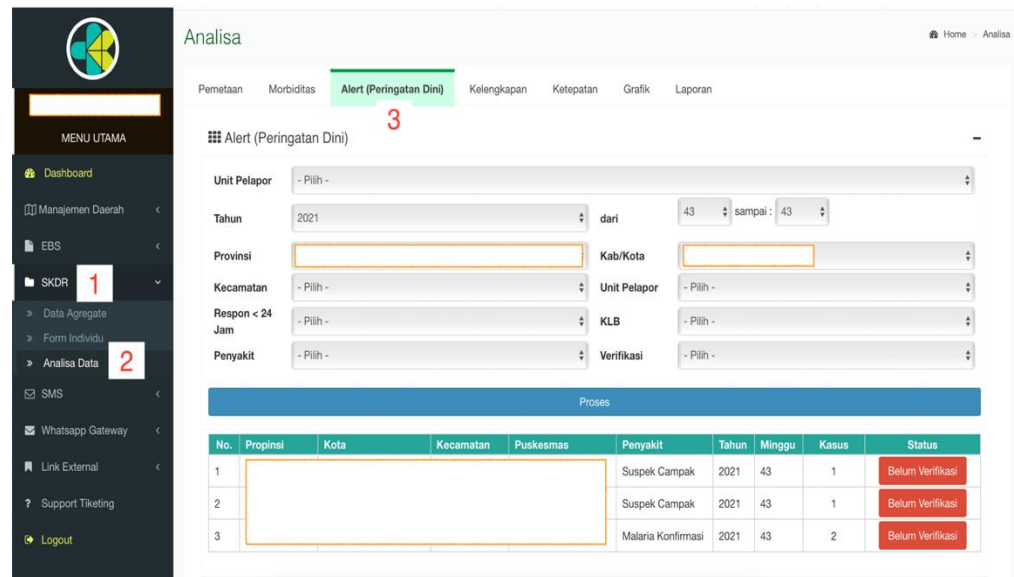 Analisa
Home > Analisa
MENU UTAMA
Dashboard
Manajemen Daerah <
EBS <
SKDR 1
» Data Agregate
» Form Individu
» Analisa Data 2
SMS <
Whatsapp Gateway <
Link External <
? Support Tiketing
Logout
Pemetaan Morbiditas Alert (Peringatan Dini) Kelengkapan Ketepatan Grafik Laporan
3
Alert (Peringatan Dini) -
Unit Pelapor - Pilih -
Tahun 2021 dari 43 sampai : 43
Provinsi Kab/Kota
Kecamatan - Pilih - Unit Pelapor - Pilih -
Respon < 24
Jam - Pilih - KLB - Pilih -
Penyakit - Pilih - Verifikasi - Pilih -
Proses
No. Propinsi Kota Kecamatan Puskesmas Penyakit Tahun Minggu Kasus Status
1 Suspek Campak 2021 43 1 Belum Verifikasi
2 Suspek Campak 2021 43 1 Belum Verifikasi
3 Malaria Konfirmasi 2021 43 2 Belum Verifikasi